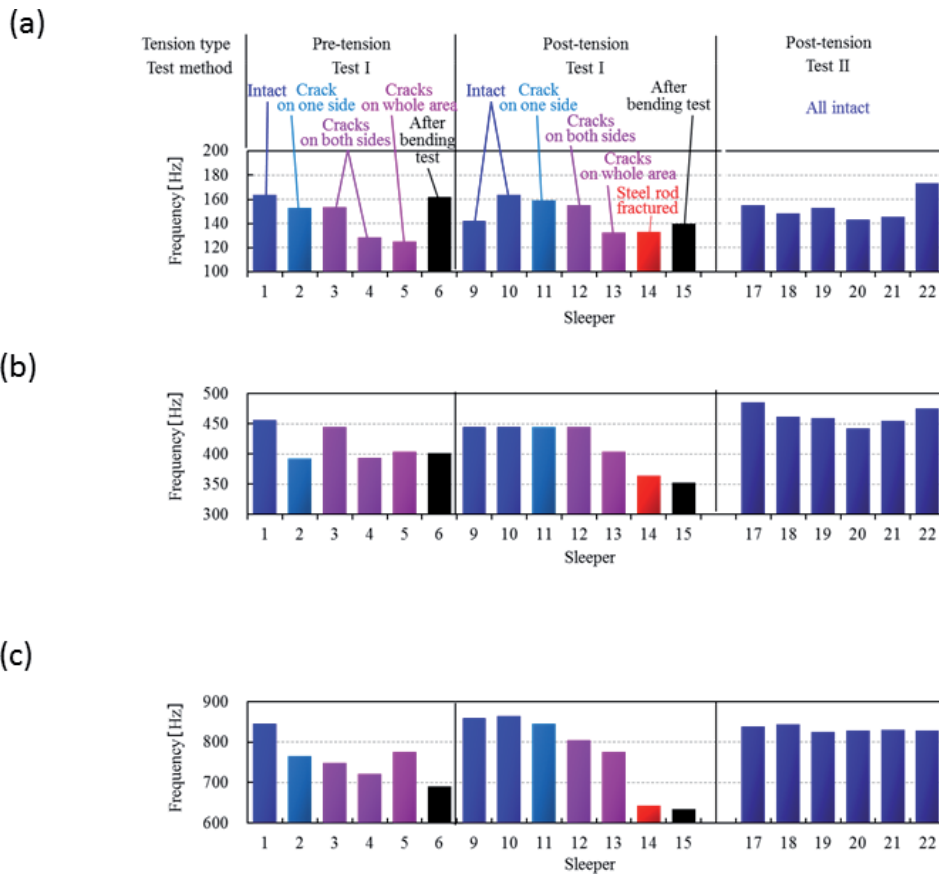 (a)
Tension type Pre-tension Post-tension Post-tension
Test method Test I Test I Test II
Intact Crack on one side Cracks on both sides Cracks on whole area After bending test
Intact Crack on one side Cracks on both sides Cracks on whole area Steel rod fractured After bending test
All intact
Frequency[Hz]
200
180
160
140
120
100
1 2 3 4 5 6 9 10 11 12 13 14 15 17 18 19 20 21 22
Sleeper
(b)
Frequency[Hz]
500
450
400
350
300
1 2 3 4 5 6 9 10 11 12 13 14 15 17 18 19 20 21 22
Sleeper
(c)
Frequency[Hz]
900
800
700
600
1 2 3 4 5 6 9 10 11 12 13 14 15 17 18 19 20 21 22
Sleeper